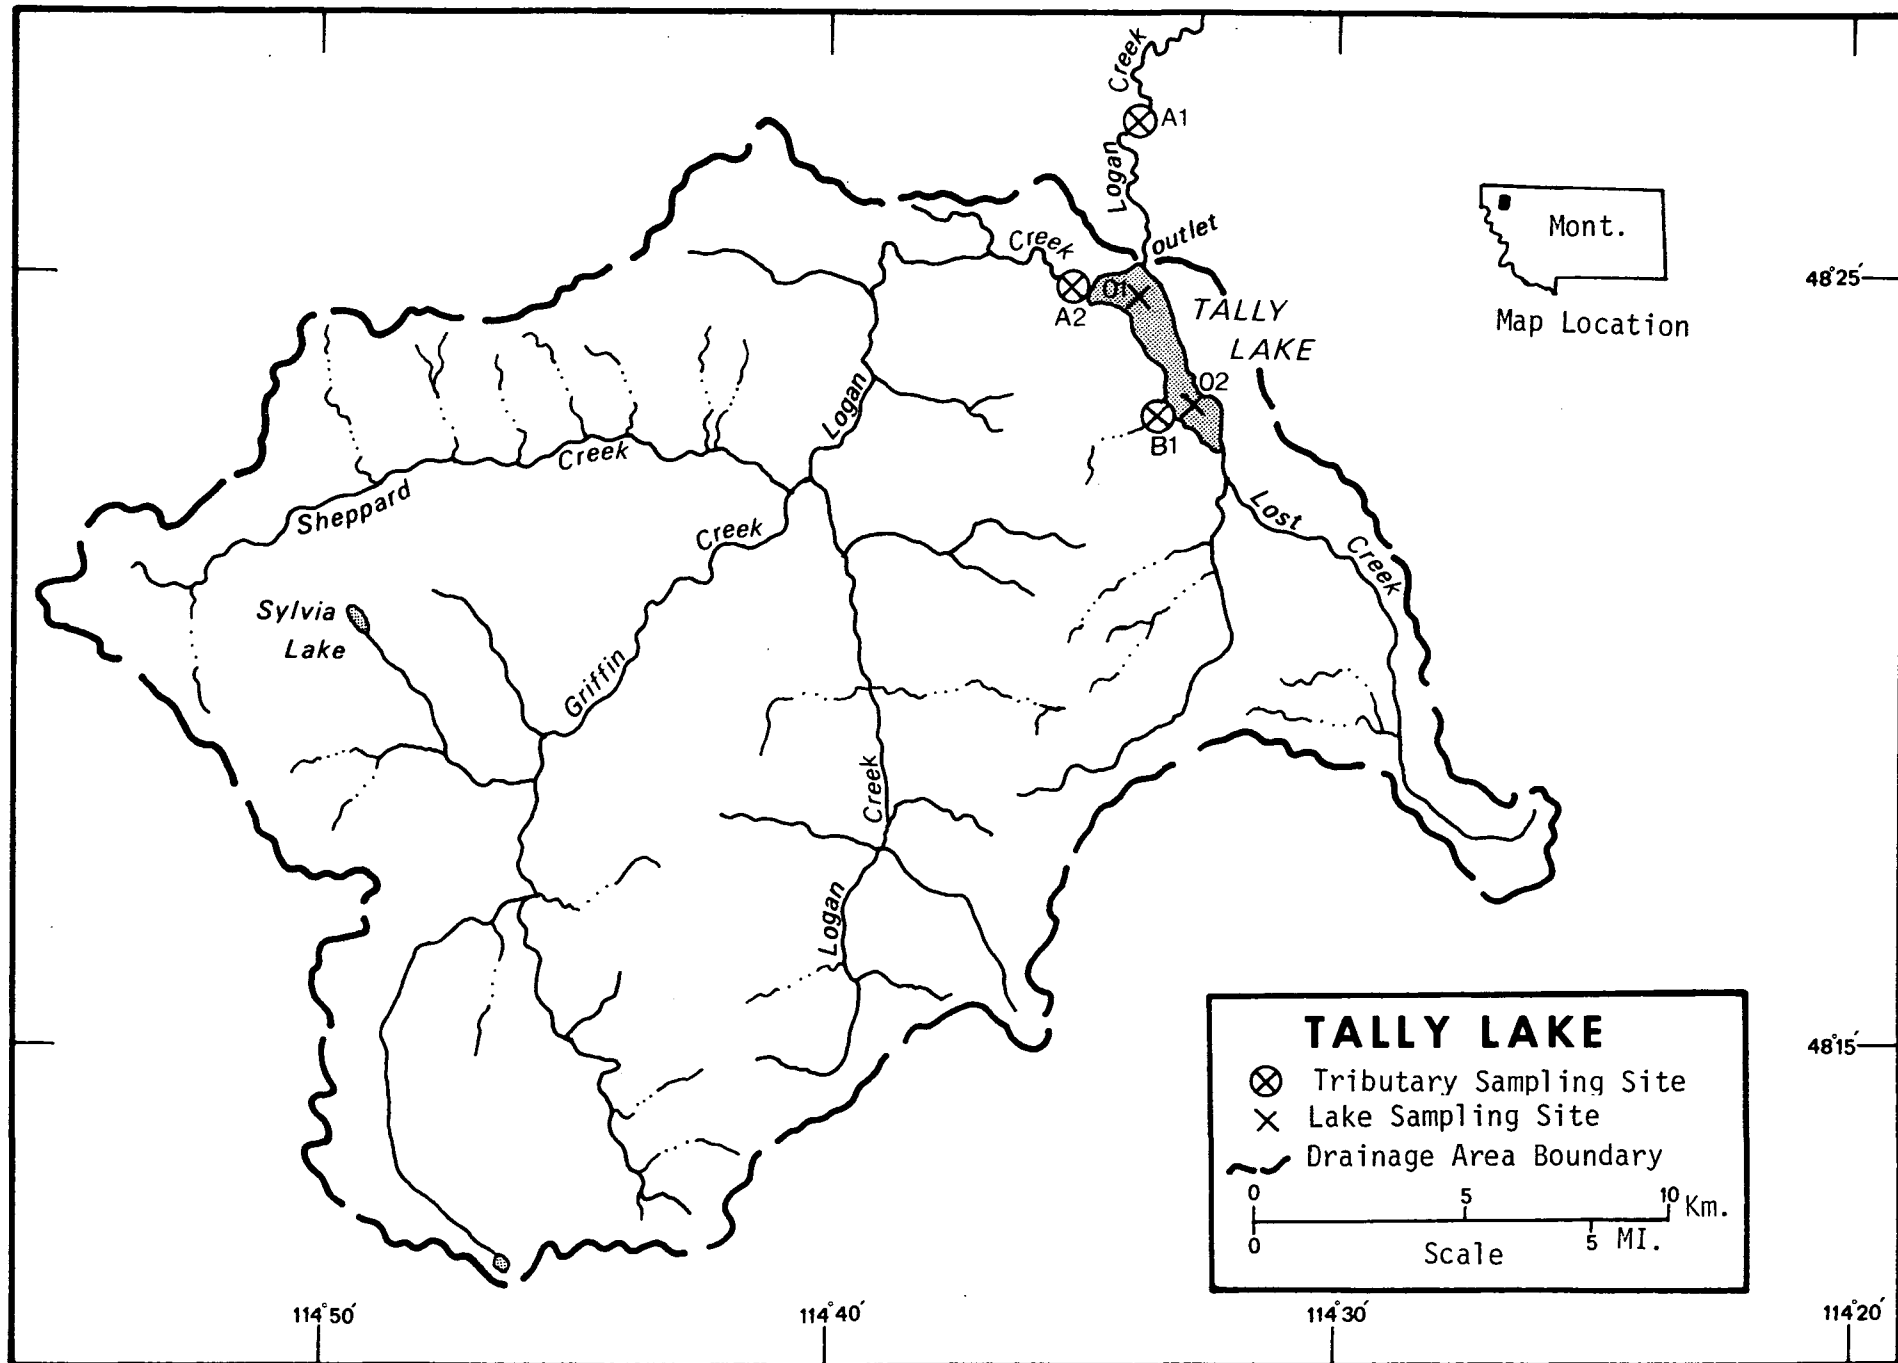 Creek
A1
Logan
outlet
Mont.
Map Location
48°25′
Creek
A2
01
TALLY
LAKE
02
B1
Logan
Creek
Sheppard
Creek
Lost
Creek
Sylvia
Lake
Griffin
Creek
Logan
TALLY LAKE
Tributary Sampling Site
Lake Sampling Site
Drainage Area Boundary
0 5 10 Km.
0 5 MI.
Scale
48°15′
114°50′ 114°40′ 114°30′ 114°20′